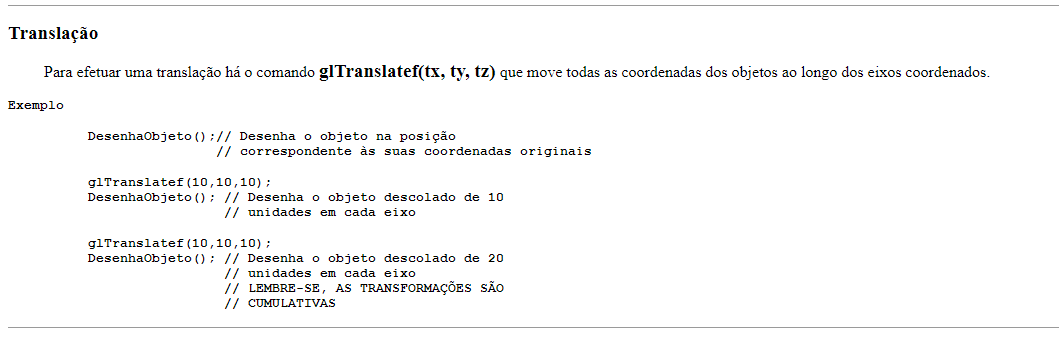 Translação
Para efetuar uma translação há o comando glTranslatef(tx, ty, tz) que move todas as coordenadas dos objetos ao longo dos eixos coordenados.
Exemplo
DesenhaObjeto();// Desenha o objeto na posição
// correspondente às suas coordenadas originais
glTranslatef(10,10,10);
DesenhaObjeto(); // Desenha o objeto descolado de 10
// unidades em cada eixo
glTranslatef(10,10,10);
DesenhaObjeto(); // Desenha o objeto descolado de 20
// unidades em cada eixo
// LEMBRE-SE, AS TRANSFORMAÇÕES SÃO
// CUMULATIVAS